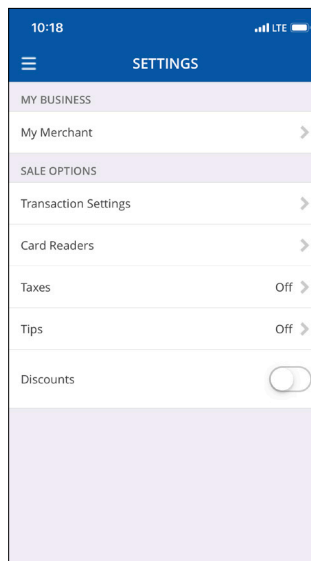 10:18
LTE
SETTINGS
MY BUSINESS
My Merchant
SALE OPTIONS
Transaction Settings
Card Readers
Taxes Off
Tips Off
Discounts